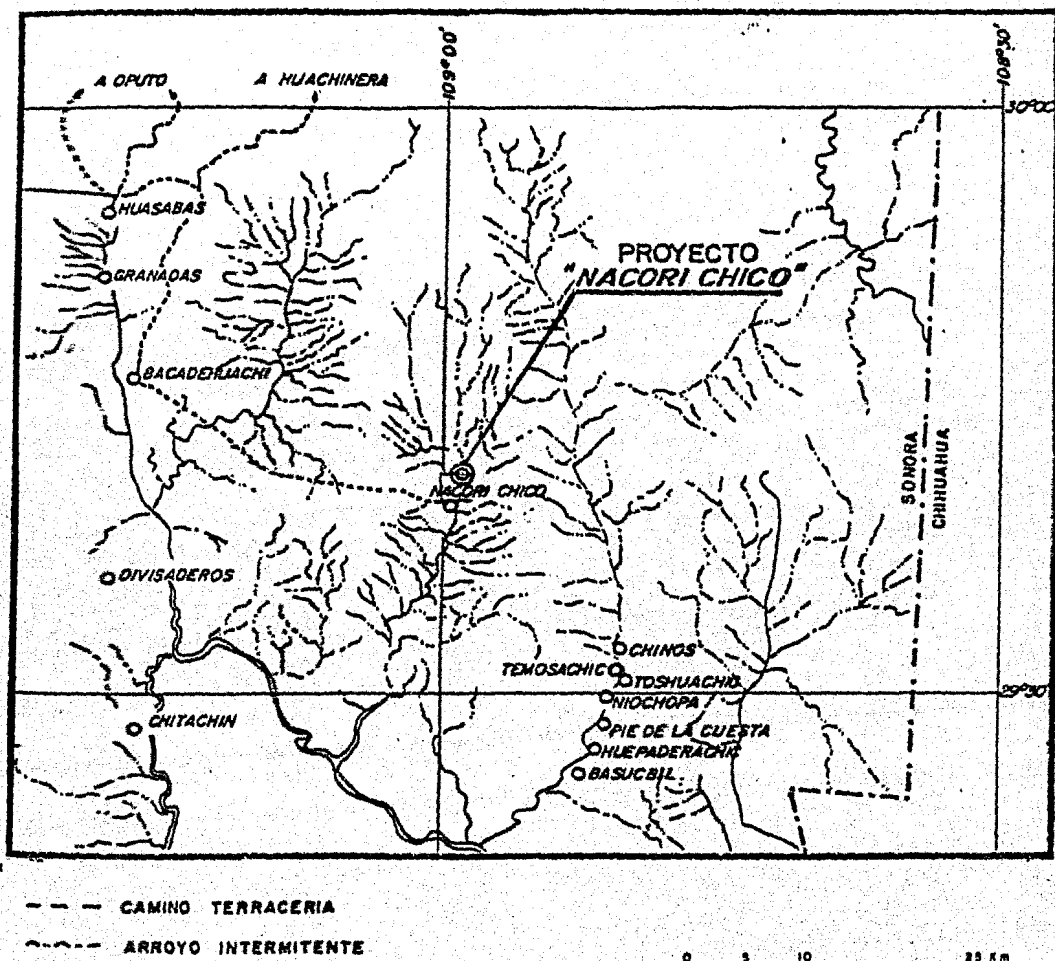 A OPUTO
A HUACHINERA
109°00'
108°30'
30°00
HUASABAS
GRANADAS
PROYECTO
"NACORI CHICO"
BACADEHUACHI
NACORI CHICO
SONORA
CHIHUAHUA
DIVISADEROS
CHINOS
TEMOSACHIC
TOSHUACHIO
29°30
NIOCHOPA
CHITACHIN
PIE DE LA CUESTA
HUEPADERACHIC
BASUCBIL
CAMINO TERRACERIA
ARROYO INTERMITENTE
0 5 10 25 Km